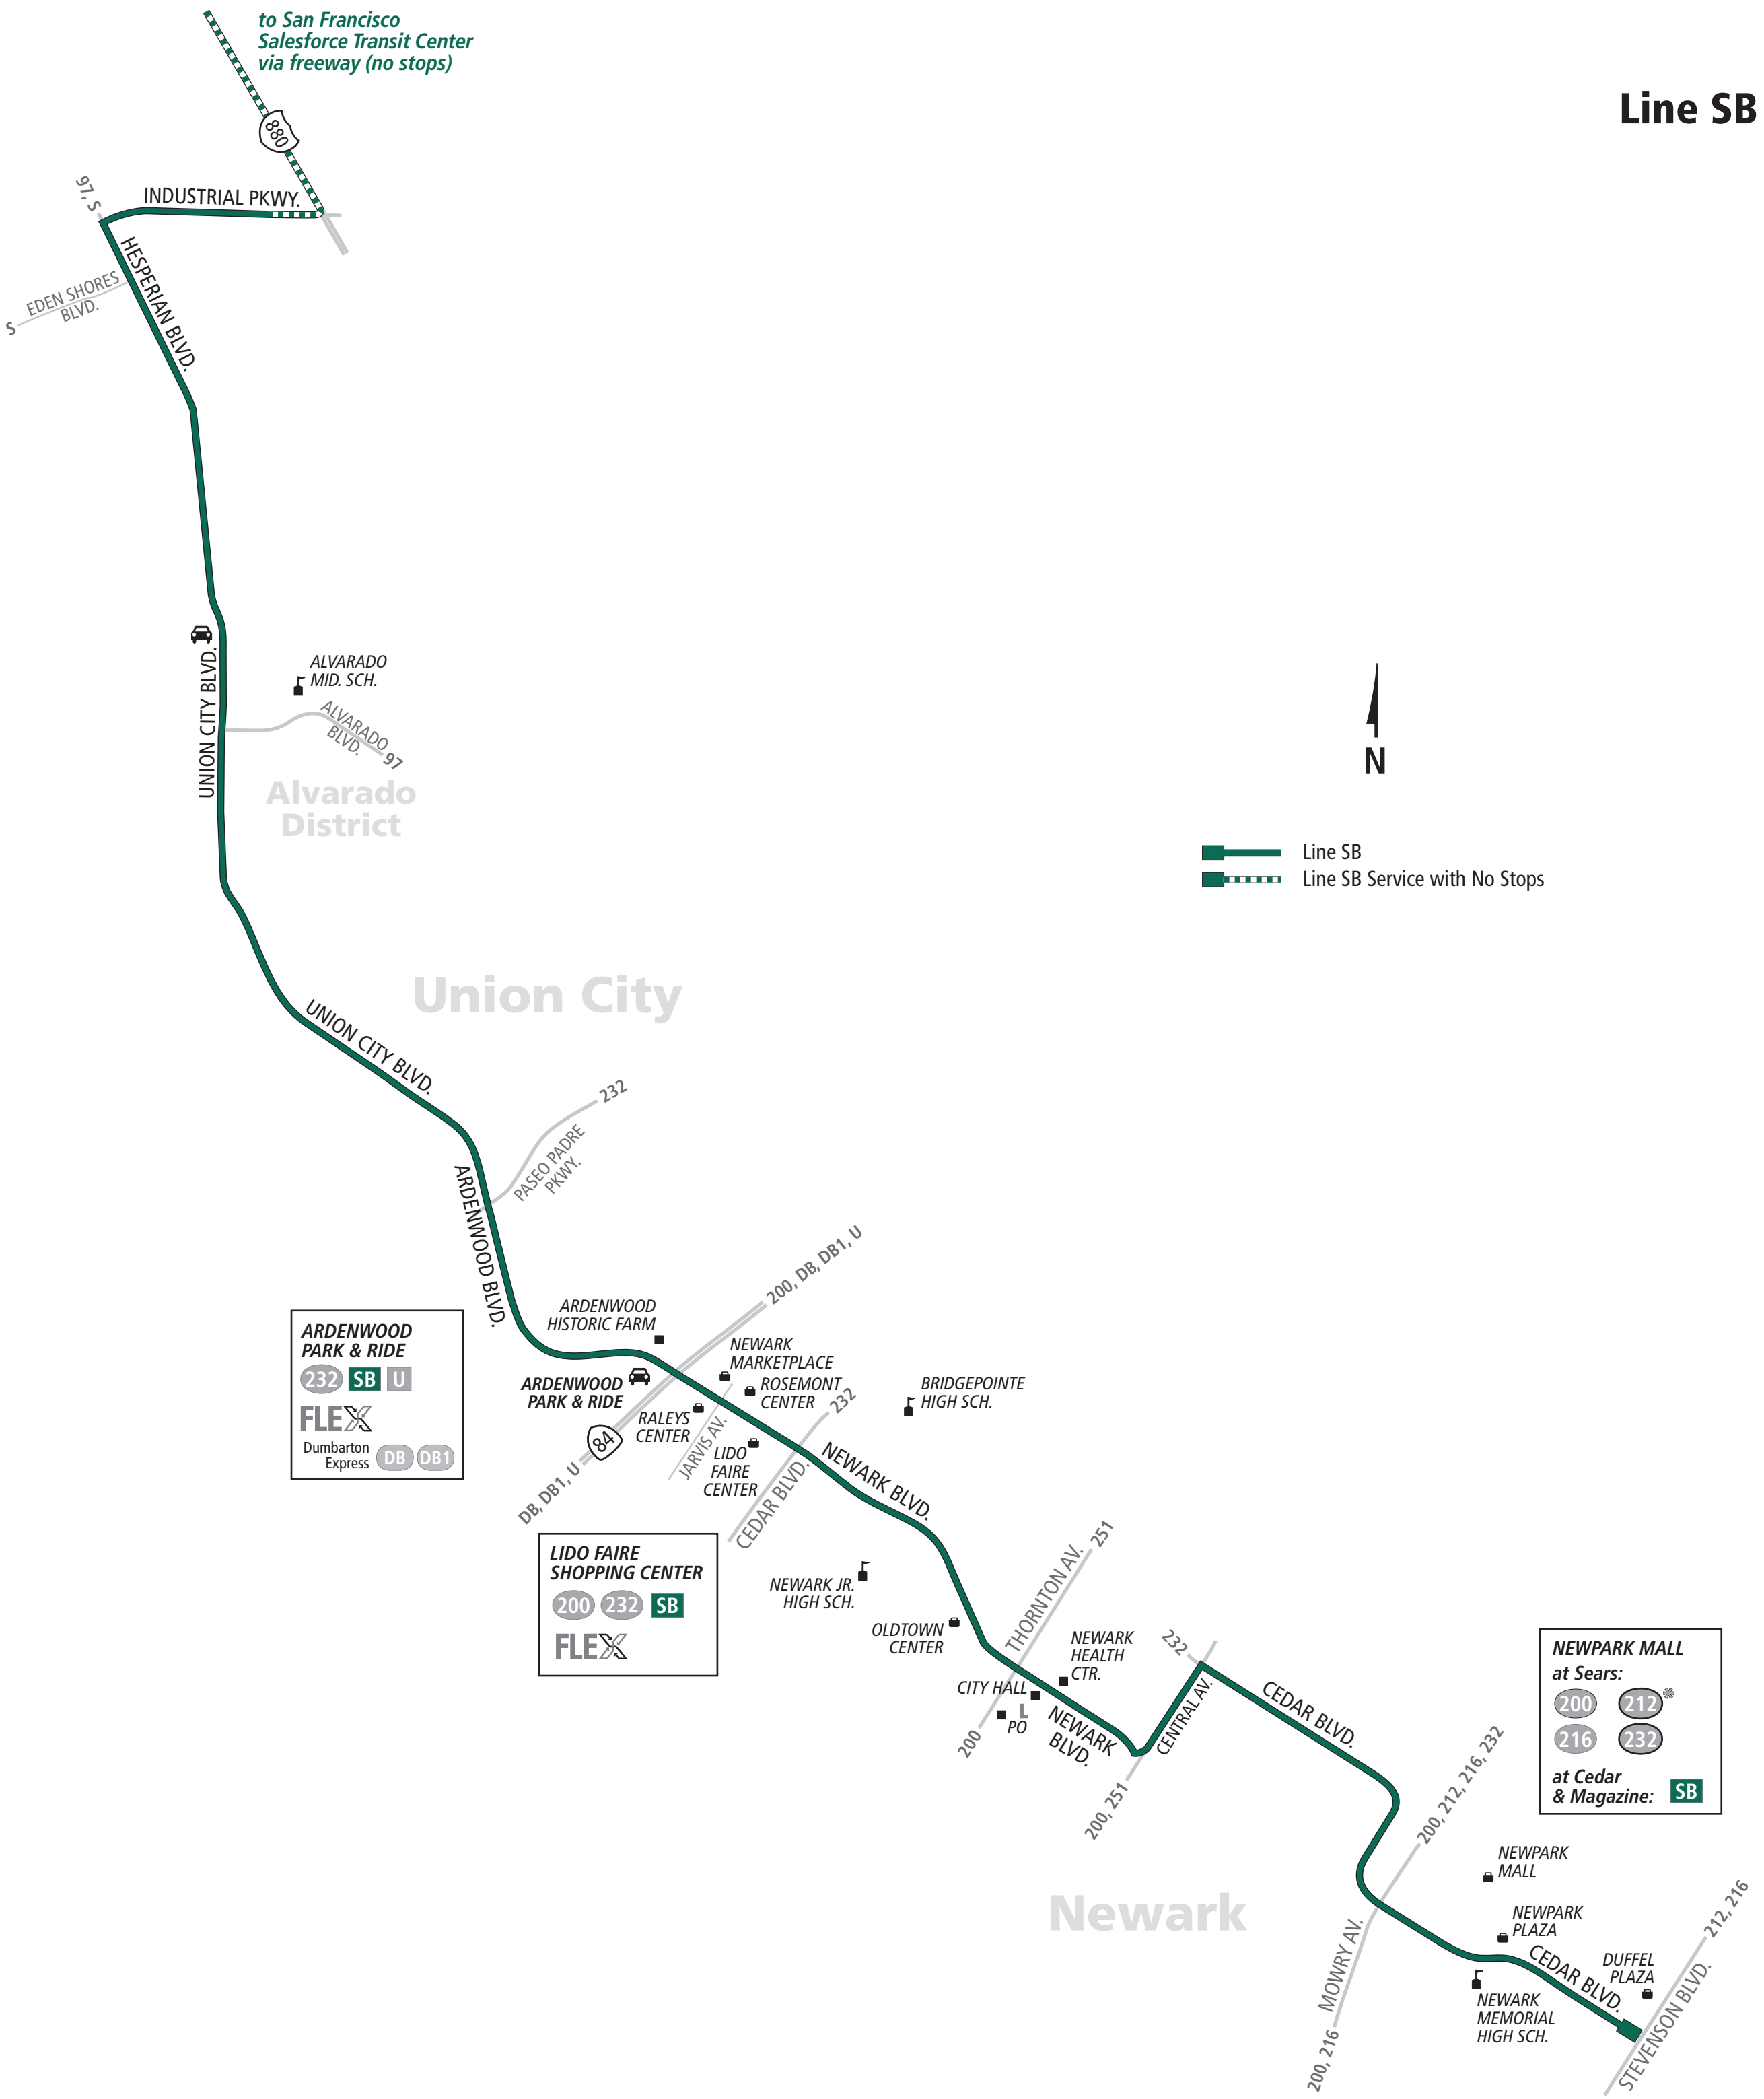 to San Francisco
Salesforce Transit Center
via freeway (no stops)
Line SB
880
97, S
INDUSTRIAL PKWY.
HESPERIAN BLVD.
EDEN SHORES
BLVD.
S
ALVARADO
MID. SCH.
UNION CITY BLVD.
ALVARADO
BLVD.
97
Alvarado
District
N
Line SB
Line SB Service with No Stops
Union City
UNION CITY BLVD.
232
PASEO PADRE
PKWY.
ARDENWOOD BLVD.
200, DB, DB1, U
ARDENWOOD
HISTORIC FARM
ARDENWOOD
PARK & RIDE
232 SB U
FLEX
Dumbarton
Express
DB DB1
ARDENWOOD
PARK & RIDE
NEWARK
MARKETPLACE
ROSEMONT
CENTER
232
BRIDGEPOINTE
HIGH SCH.
RALEYS
CENTER
JARVIS AV.
84
DB, DB1, U
LIDO
FAIRE
CENTER
CEDAR BLVD.
NEWARK BLVD.
LIDO FAIRE
SHOPPING CENTER
200 232 SB
FLEX
NEWARK JR.
HIGH SCH.
OLDTOWN
CENTER
THORNTON AV.
251
NEWARK
HEALTH
CTR.
CITY HALL
L
PO
200
NEWARK
BLVD.
232
CENTRAL AV.
200, 251
CEDAR BLVD.
NEWPARK MALL
at Sears:
200 212
216 232
at Cedar
& Magazine: SB
200, 212, 216, 232
NEWPARK
MALL
Newark
NEWPARK
PLAZA
MOWRY AV.
200, 216
CEDAR BLVD.
DUFFEL
PLAZA
212, 216
NEWARK
MEMORIAL
HIGH SCH.
STEVENSON BLVD.